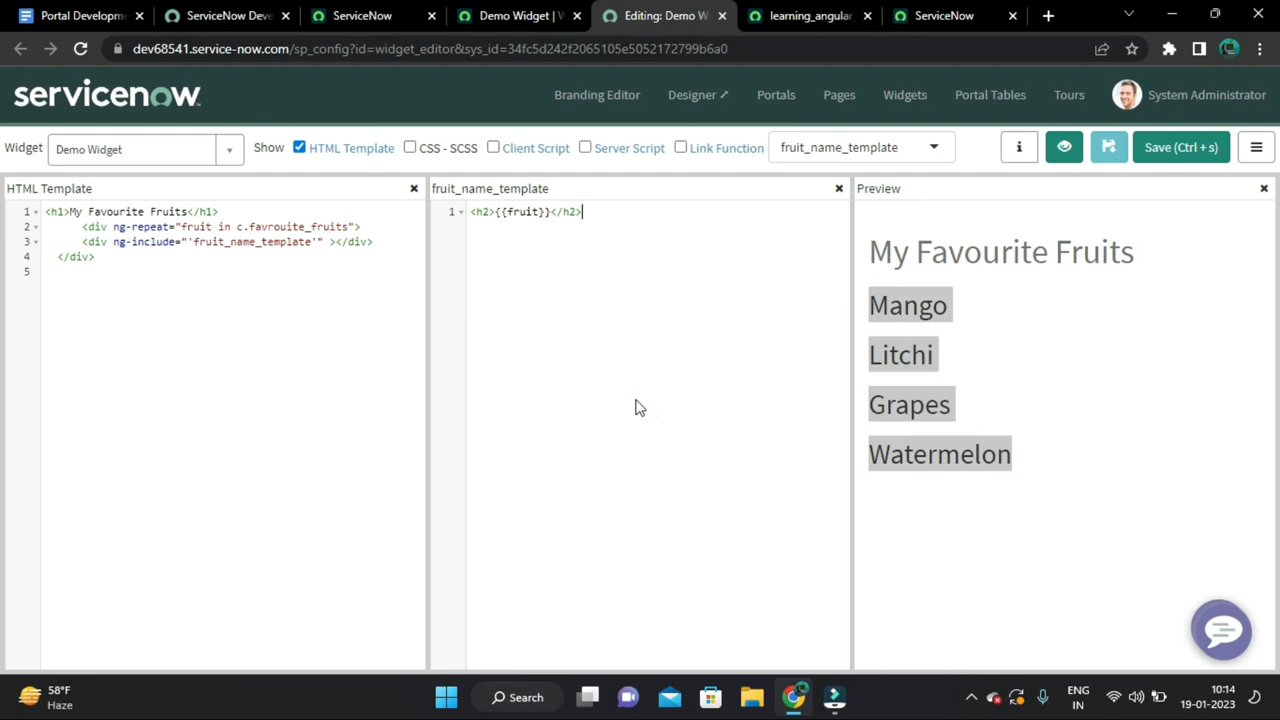 Portal Developm
ServiceNow Deve
ServiceNow
Demo Widget | W
Editing: Demo W
learning_angular
ServiceNow
dev68541.service-now.com/sp_config?id=widget_editor&sys_id=34fc5d242f2065105e5052172799b6a0
servicenow
Branding Editor
Designer
Portals
Pages
Widgets
Portal Tables
Tours
System Administrator
Widget
Demo Widget
Show
HTML Template
CSS - SCSS
Client Script
Server Script
Link Function
fruit_name_template
Save (Ctrl + s)
HTML Template
1 <h1>My Favourite Fruits</h1>
2 <div ng-repeat="fruit in c.favrouite_fruits">
3 <div ng-include="'fruit_name_template'" ></div>
4 </div>
5
fruit_name_template
1 <h2>{{fruit}}</h2>
Preview
My Favourite Fruits
Mango
Litchi
Grapes
Watermelon
58°F
Haze
Search
ENG
IN
10:14
19-01-2023